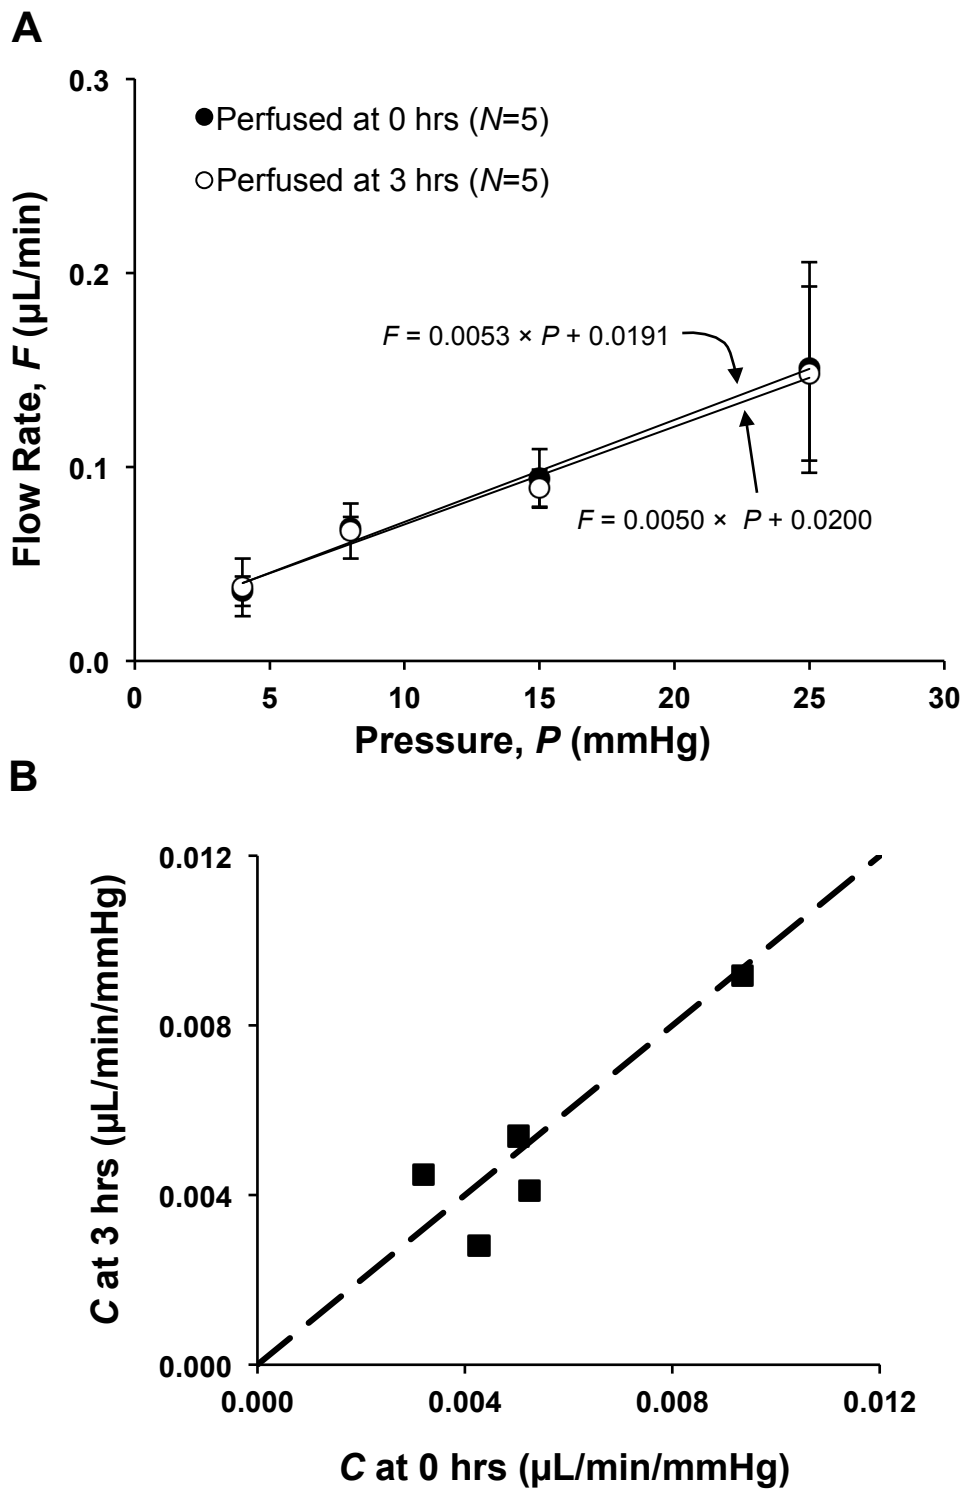 A
0.3
Perfused at 0 hrs (N=5)
Perfused at 3 hrs (N=5)
0.2
F = 0.0053 × P + 0.0191
0.1
F = 0.0050 × P + 0.0200
0.0
Flow Rate, F (µL/min)
0 5 10 15 20 25 30
Pressure, P (mmHg)
B
0.012
0.008
0.004
0.000
C at 3 hrs (µL/min/mmHg)
0.000 0.004 0.008 0.012
C at 0 hrs (µL/min/mmHg)